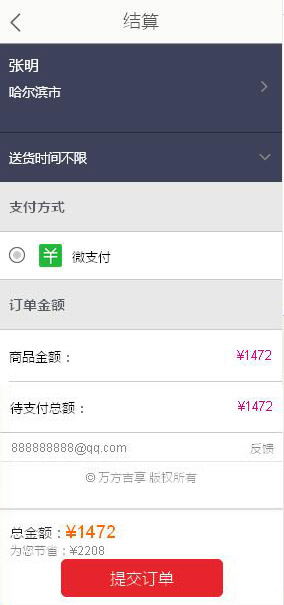 结算
张明
哈尔滨市
送货时间不限
支付方式
微支付
订单金额
商品金额：
¥1472
待支付总额：
¥1472
888888888@qq.com
反馈
© 万方吉享 版权所有
总金额：¥1472
为您节省：¥2208
提交订单